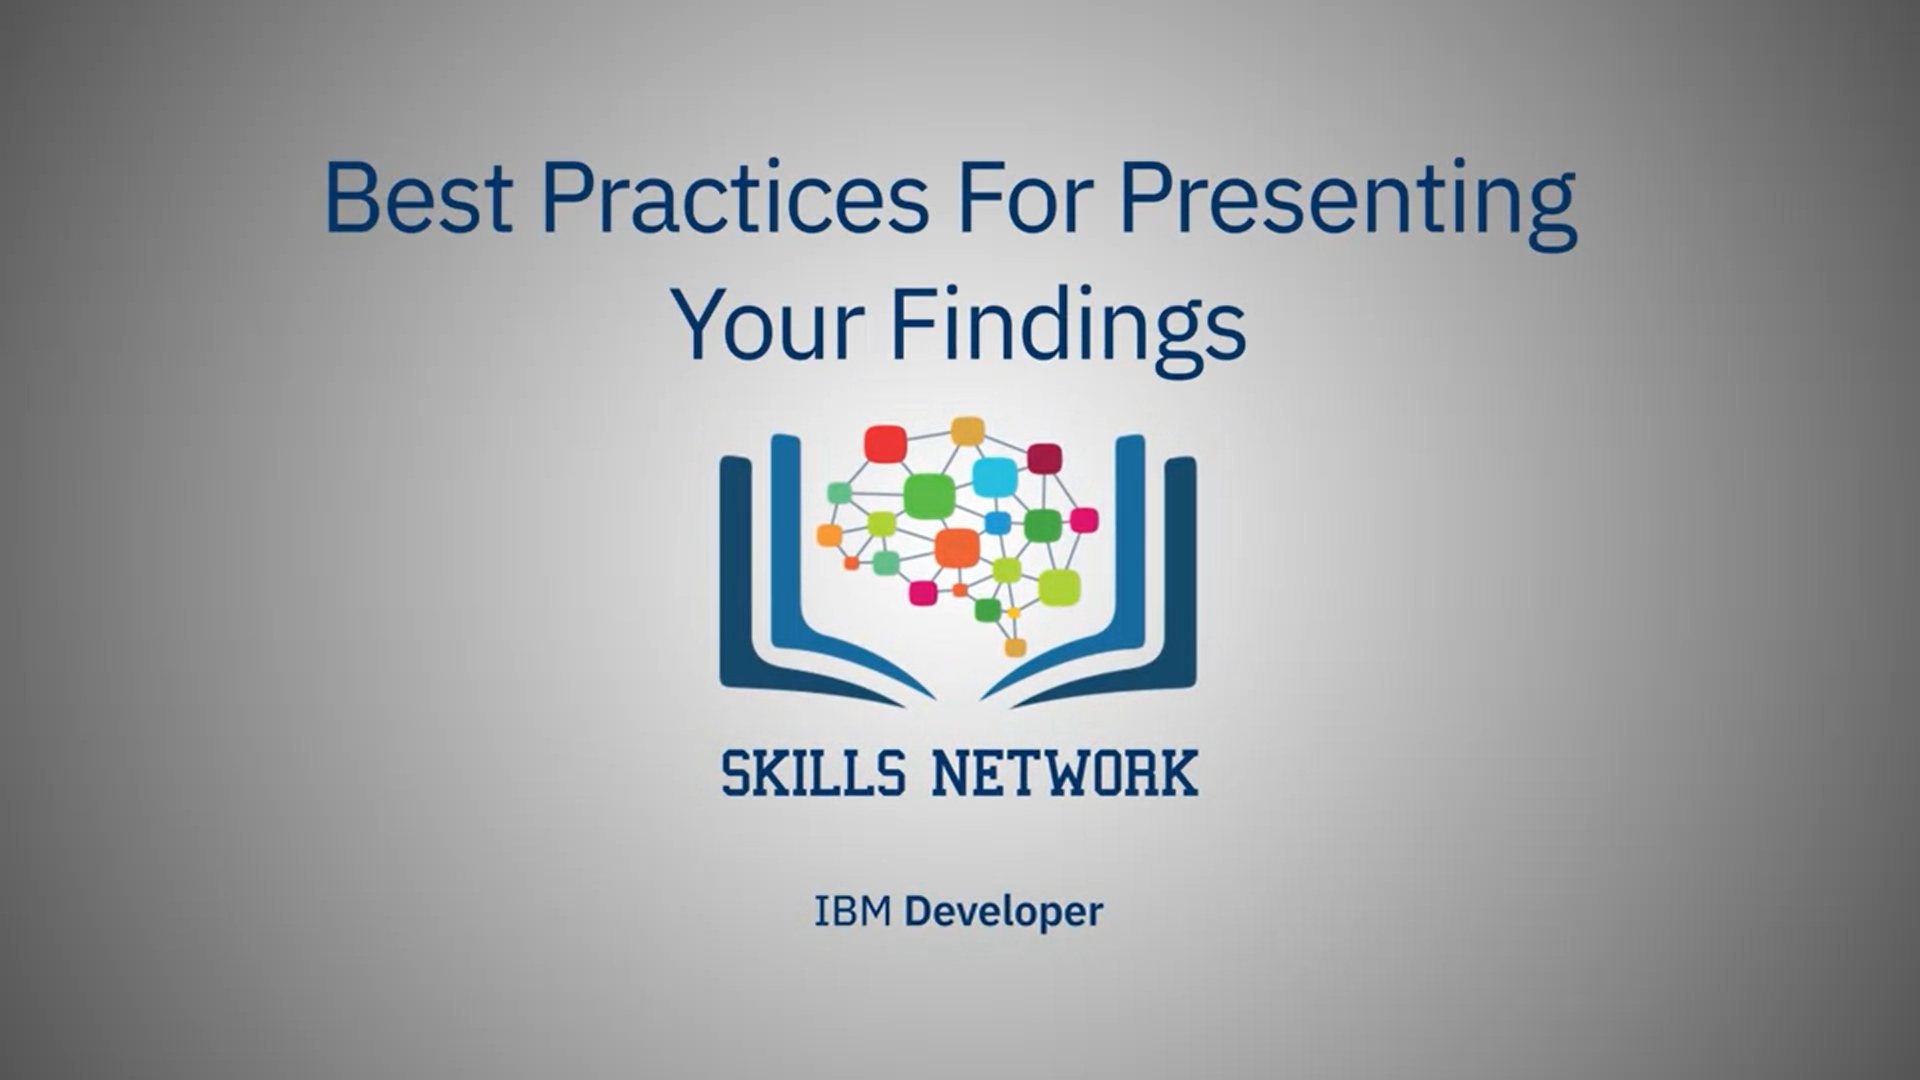 Best Practices For Presenting
Your Findings
SKILLS NETWORK
IBM Developer